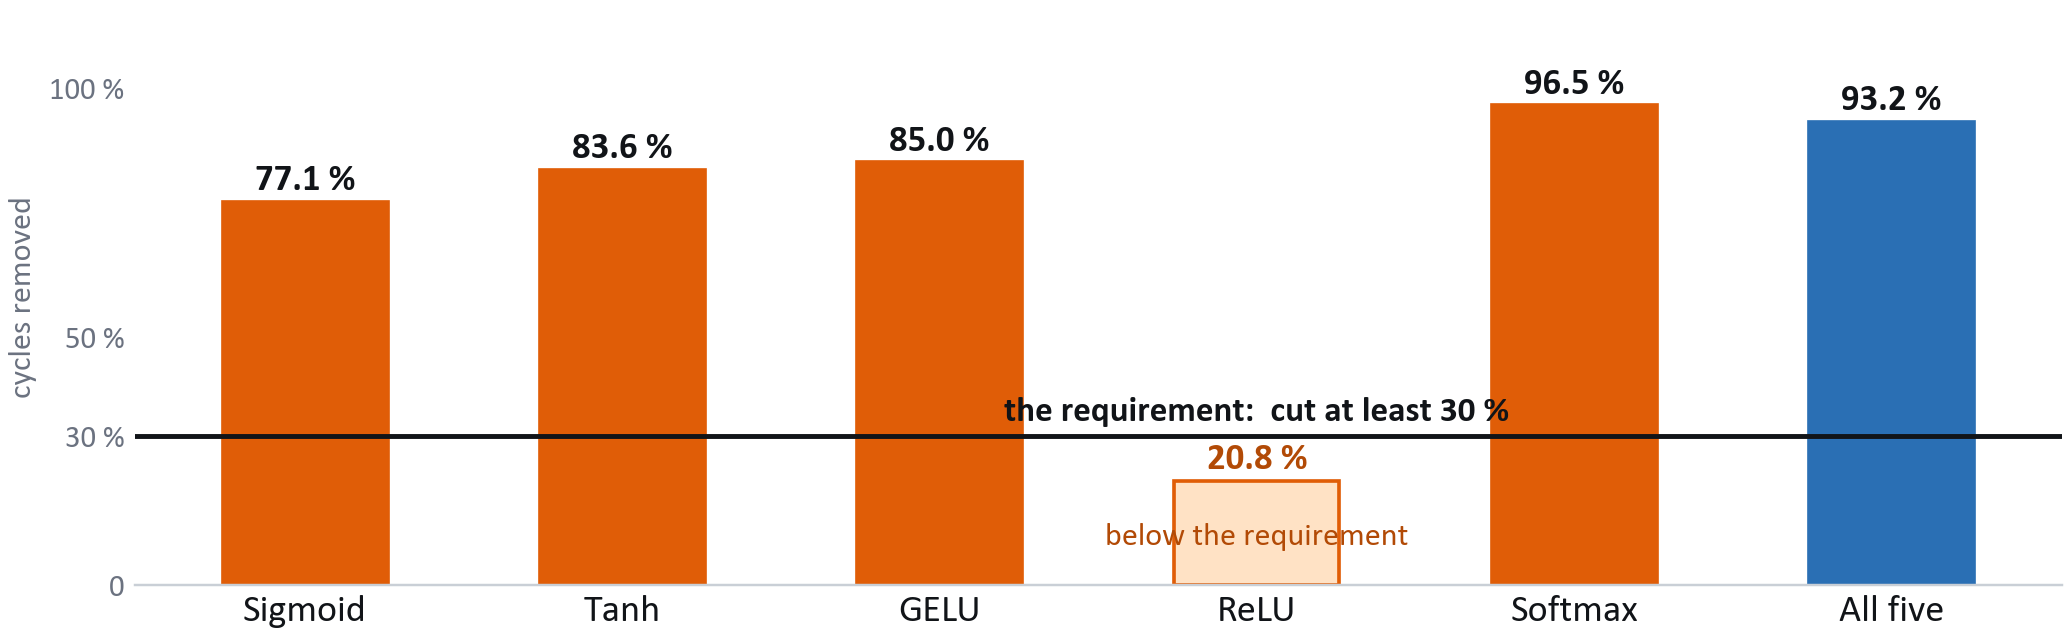 100 %
50 %
30 %
0
cycles removed
77.1 %
83.6 %
85.0 %
20.8 %
96.5 %
93.2 %
the requirement:  cut at least 30 %
below the requirement
Sigmoid
Tanh
GELU
ReLU
Softmax
All five